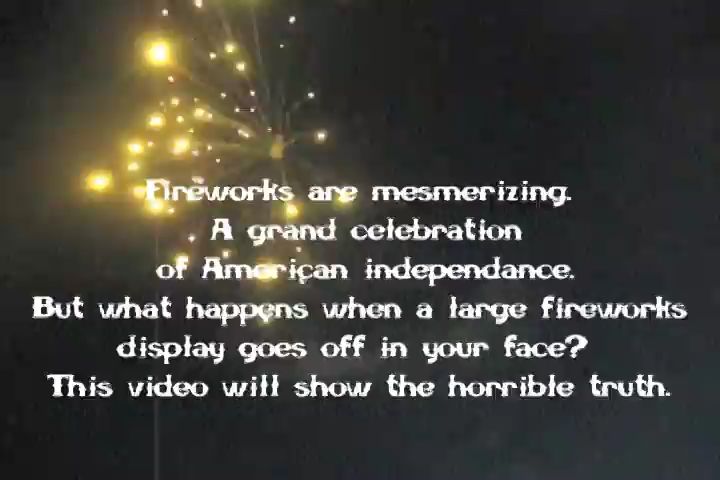 Fireworks are mesmerizing.
A grand celebration
of American independance.
But what happens when a large fireworks
display goes off in your face?
This video will show the horrible truth.